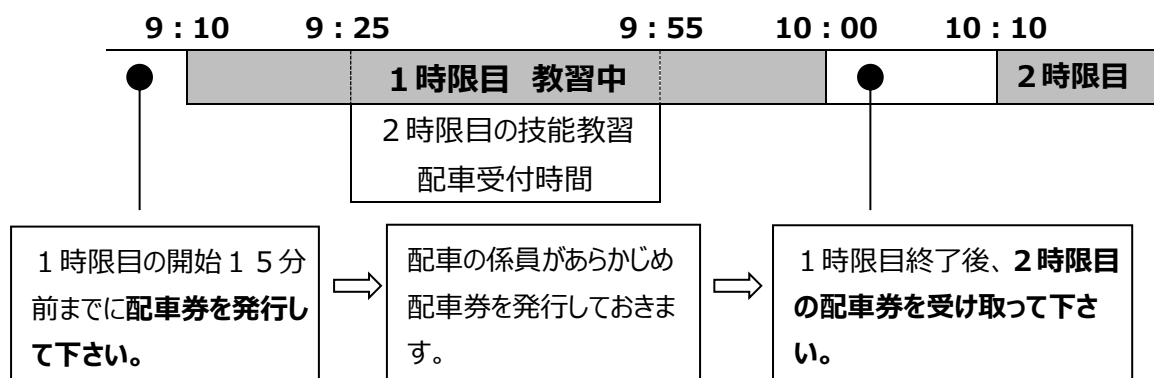 9：10 9：25 9：55 10：00 10：10
１時限目 教習中 ２時限目
２時限目の技能教習
配車受付時間
１時限目の開始１５分
前までに配車券を発行し
て下さい。
配車の係員があらかじめ
配車券を発行しておきま
す。
１時限目終了後、２時限目
の配車券を受け取って下さ
い。